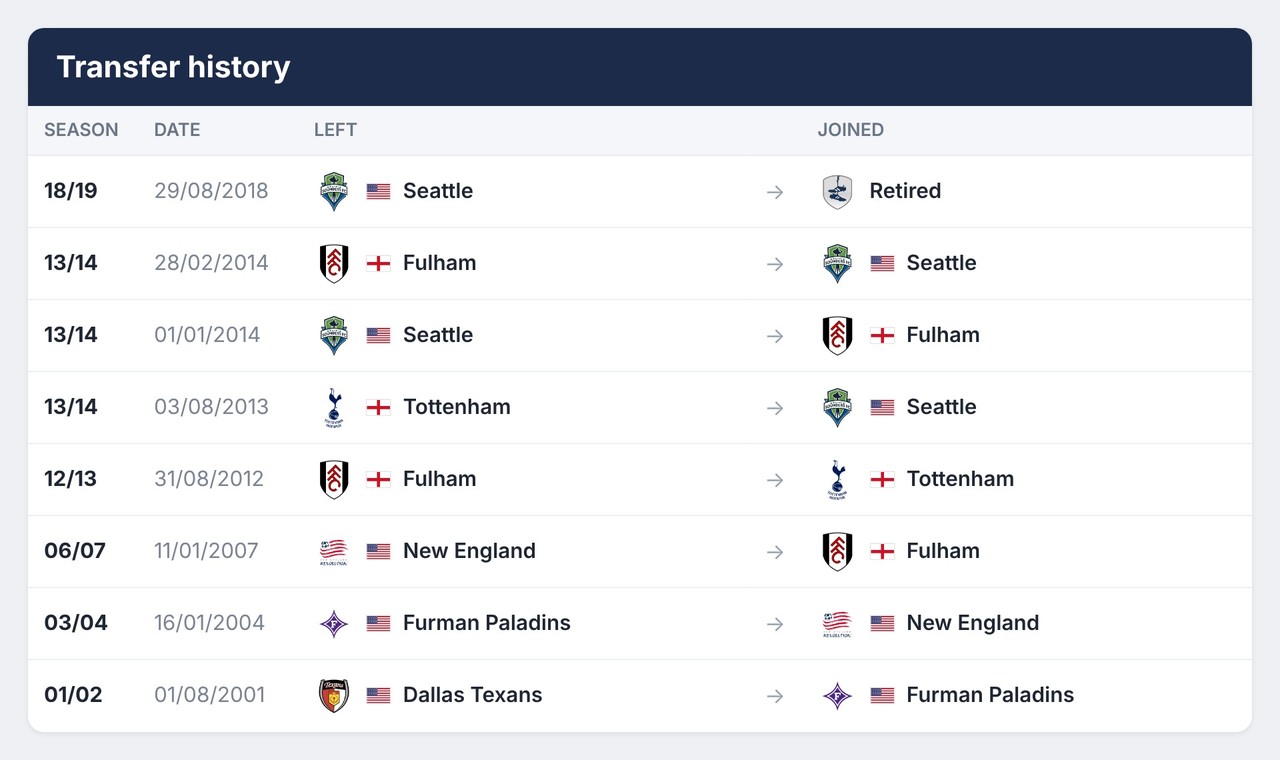 Transfer history
SEASON DATE LEFT JOINED
18/19 29/08/2018 Seattle → Retired
13/14 28/02/2014 Fulham → Seattle
13/14 01/01/2014 Seattle → Fulham
13/14 03/08/2013 Tottenham → Seattle
12/13 31/08/2012 Fulham → Tottenham
06/07 11/01/2007 New England → Fulham
03/04 16/01/2004 Furman Paladins → New England
01/02 01/08/2001 Dallas Texans → Furman Paladins